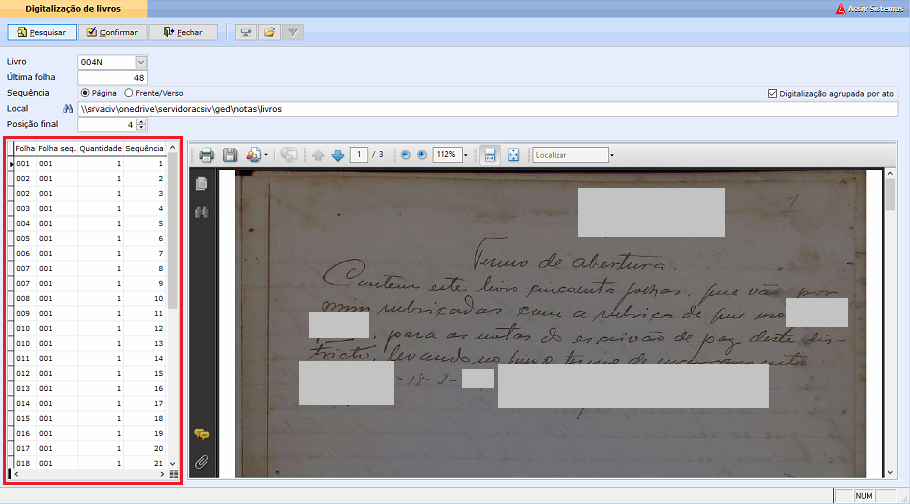 Digitalização de livros
Acsiv Sistemas
Pesquisar Confirmar Fechar
Livro 004N
Última folha 48
Sequência Página Frente/Verso Digitalização agrupada por ato
Local \\srvaciv\onedrive\servidoracsiv\ged\notas\livros
Posição final 4
Folha Folha seq. Quantidade Sequência
001 001 1 1
002 001 1 2
002 001 1 3
003 001 1 4
004 001 1 5
005 001 1 6
006 001 1 7
007 001 1 8
007 001 1 9
008 001 1 10
009 001 1 11
010 001 1 12
010 001 1 13
011 001 1 14
012 001 1 15
013 001 1 16
014 001 1 17
015 001 1 18
016 001 1 19
017 001 1 20
018 001 1 21
1 / 3 112% Localizar
1
Termo de abertura.
Contem este livro cincoenta folhas, que vão por
mim rubricadas com a rubrica de que uso
para as notas do escrivão de paz deste dis-
tricto, levando no fim o termo de encerramento
-18-3-
NUM